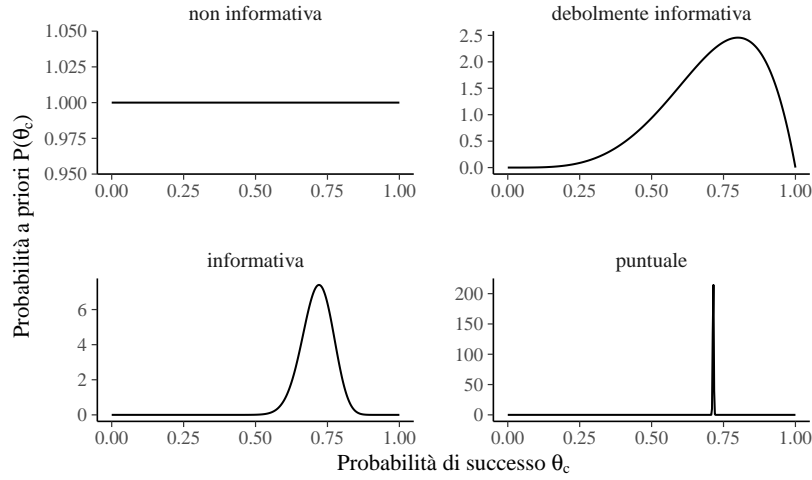 non informativa
debolmente informativa
1.050
1.025
1.000
0.975
0.950
0.00 0.25 0.50 0.75 1.00
2.5
2.0
1.5
1.0
0.5
0.0
0.00 0.25 0.50 0.75 1.00
Probabilità a priori P(θc)
informativa
puntuale
6
4
2
0
0.00 0.25 0.50 0.75 1.00
200
150
100
50
0
0.00 0.25 0.50 0.75 1.00
Probabilità di successo θc